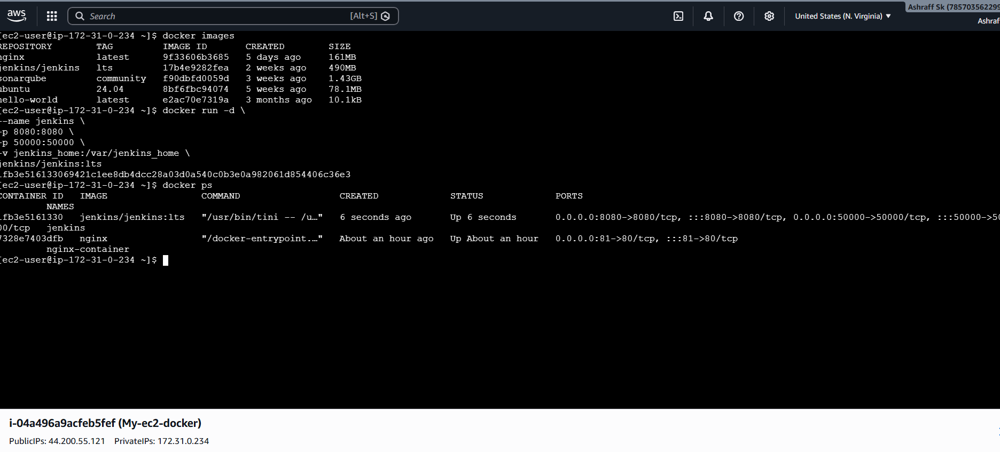 aws
Search [Alt+S]
United States (N. Virginia)
Ashraff Sk (785703562299
Ashraf
[ec2-user@ip-172-31-0-234 ~]$ docker images
REPOSITORY TAG IMAGE ID CREATED SIZE
nginx latest 9f33606b3685 5 days ago 161MB
jenkins/jenkins lts 17b4e9282fea 2 weeks ago 490MB
sonarqube community f90dbfd0059d 3 weeks ago 1.43GB
ubuntu 24.04 8bf6fbc94074 5 weeks ago 78.1MB
hello-world latest e2ac70e7319a 3 months ago 10.1kB
[ec2-user@ip-172-31-0-234 ~]$ docker run -d \
--name jenkins \
-p 8080:8080 \
-p 50000:50000 \
-v jenkins_home:/var/jenkins_home \
jenkins/jenkins:lts
1fb3e516133069421c1ee8db4dcc28a03d0a540c0b3e0a982061d854406c36e3
[ec2-user@ip-172-31-0-234 ~]$ docker ps
CONTAINER ID IMAGE COMMAND CREATED STATUS PORTS
NAMES
1fb3e5161330 jenkins/jenkins:lts "/usr/bin/tini -- /u…" 6 seconds ago Up 6 seconds 0.0.0.0:8080->8080/tcp, :::8080->8080/tcp, 0.0.0.0:50000->50000/tcp, :::50000->50
00/tcp jenkins
7328e7403dfb nginx "/docker-entrypoint.…" About an hour ago Up About an hour 0.0.0.0:81->80/tcp, :::81->80/tcp
nginx-container
[ec2-user@ip-172-31-0-234 ~]$
i-04a496a9acfeb5fef (My-ec2-docker)
PublicIPs: 44.200.55.121 PrivateIPs: 172.31.0.234